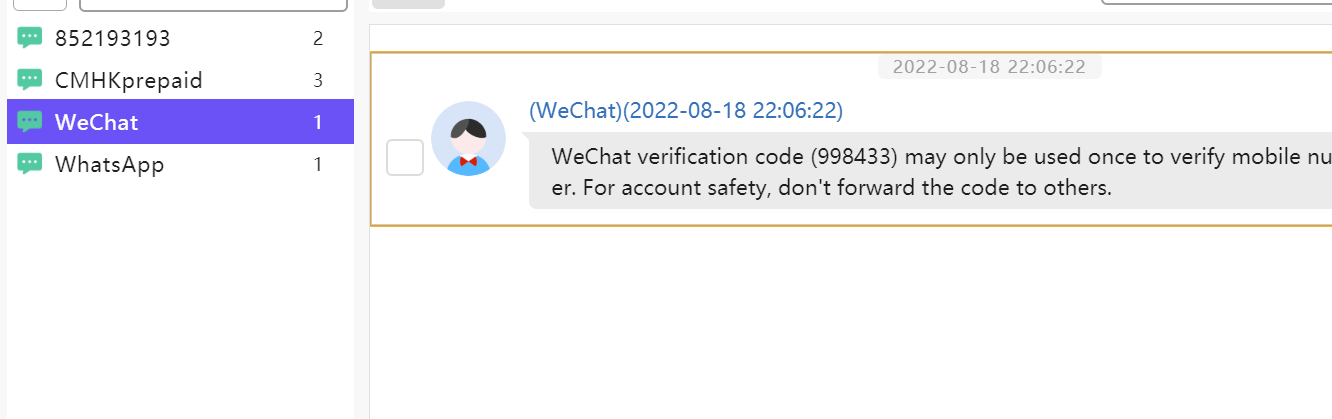 852193193 2
CMHKprepaid 3
WeChat 1
WhatsApp 1
2022-08-18 22:06:22
(WeChat)(2022-08-18 22:06:22)
WeChat verification code (998433) may only be used once to verify mobile nu
er. For account safety, don't forward the code to others.